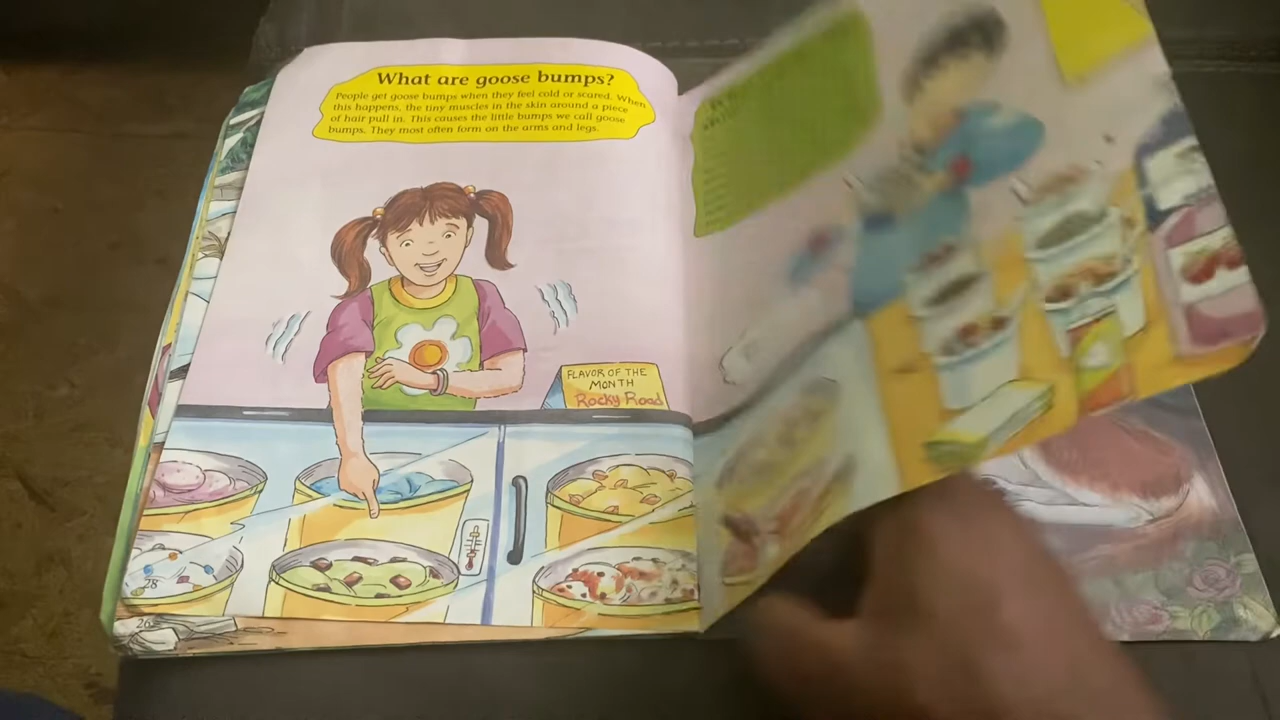 What are goose bumps?
People get goose bumps when they feel cold or scared. When
this happens, the tiny muscles in the skin around a piece
of hair pull in. This causes the little bumps we call goose
bumps. They most often form on the arms and legs.
FLAVOR OF THE
MONTH
Rocky Road
28
26